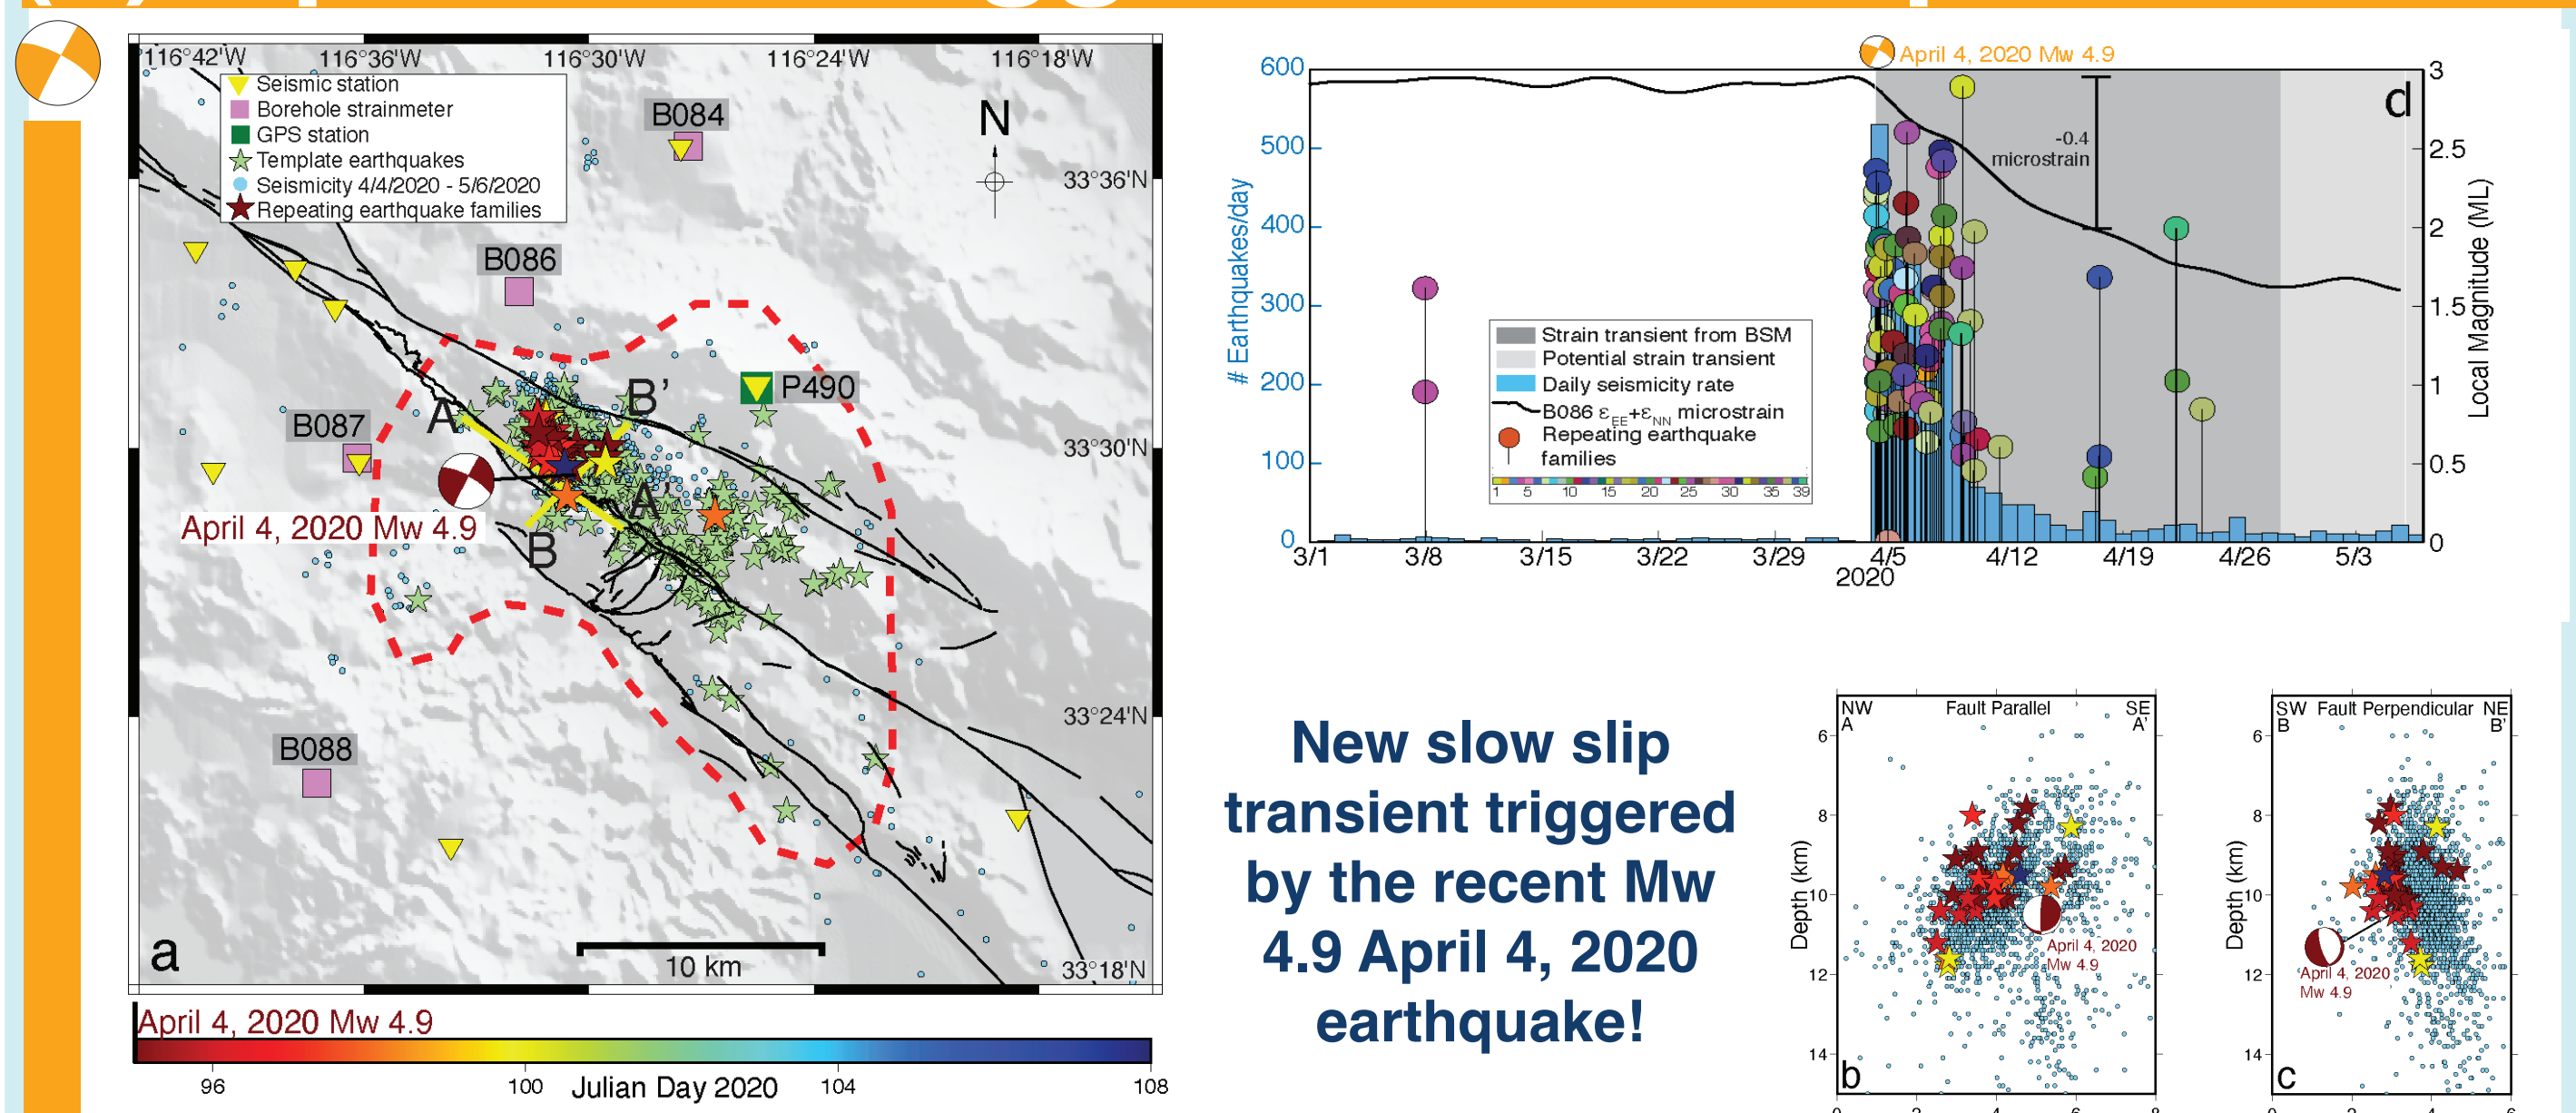 116°42'W
116°36'W
116°30'W
116°24'W
116°18'W
Seismic station
Borehole strainmeter
GPS station
Template earthquakes
Seismicity 4/4/2020 - 5/6/2020
Repeating earthquake families
B084
N
33°36'N
B086
P490
B'
A
B087
33°30'N
A'
April 4, 2020 Mw 4.9
B
33°24'N
B088
a
10 km
33°18'N
April 4, 2020 Mw 4.9
96
100
Julian Day 2020
104
108
April 4, 2020 Mw 4.9
600
500
400
300
200
100
0
# Earthquakes/day
3
2.5
2
1.5
1
0.5
0
Local Magnitude (ML)
d
-0.4
microstrain
Strain transient from BSM
Potential strain transient
Daily seismicity rate
B086 εEE+εNN microstrain
Repeating earthquake
families
1 5 10 15 20 25 30 35 39
3/1 3/8 3/15 3/22 3/29 4/5 4/12 4/19 4/26 5/3
2020
New slow slip
transient triggered
by the recent Mw
4.9 April 4, 2020
earthquake!
NW Fault Parallel SE
A A'
6
8
10
12
14
Depth (km)
April 4, 2020
Mw 4.9
b
SW Fault Perpendicular NE
B B'
6
8
10
12
14
Depth (km)
April 4, 2020
Mw 4.9
c